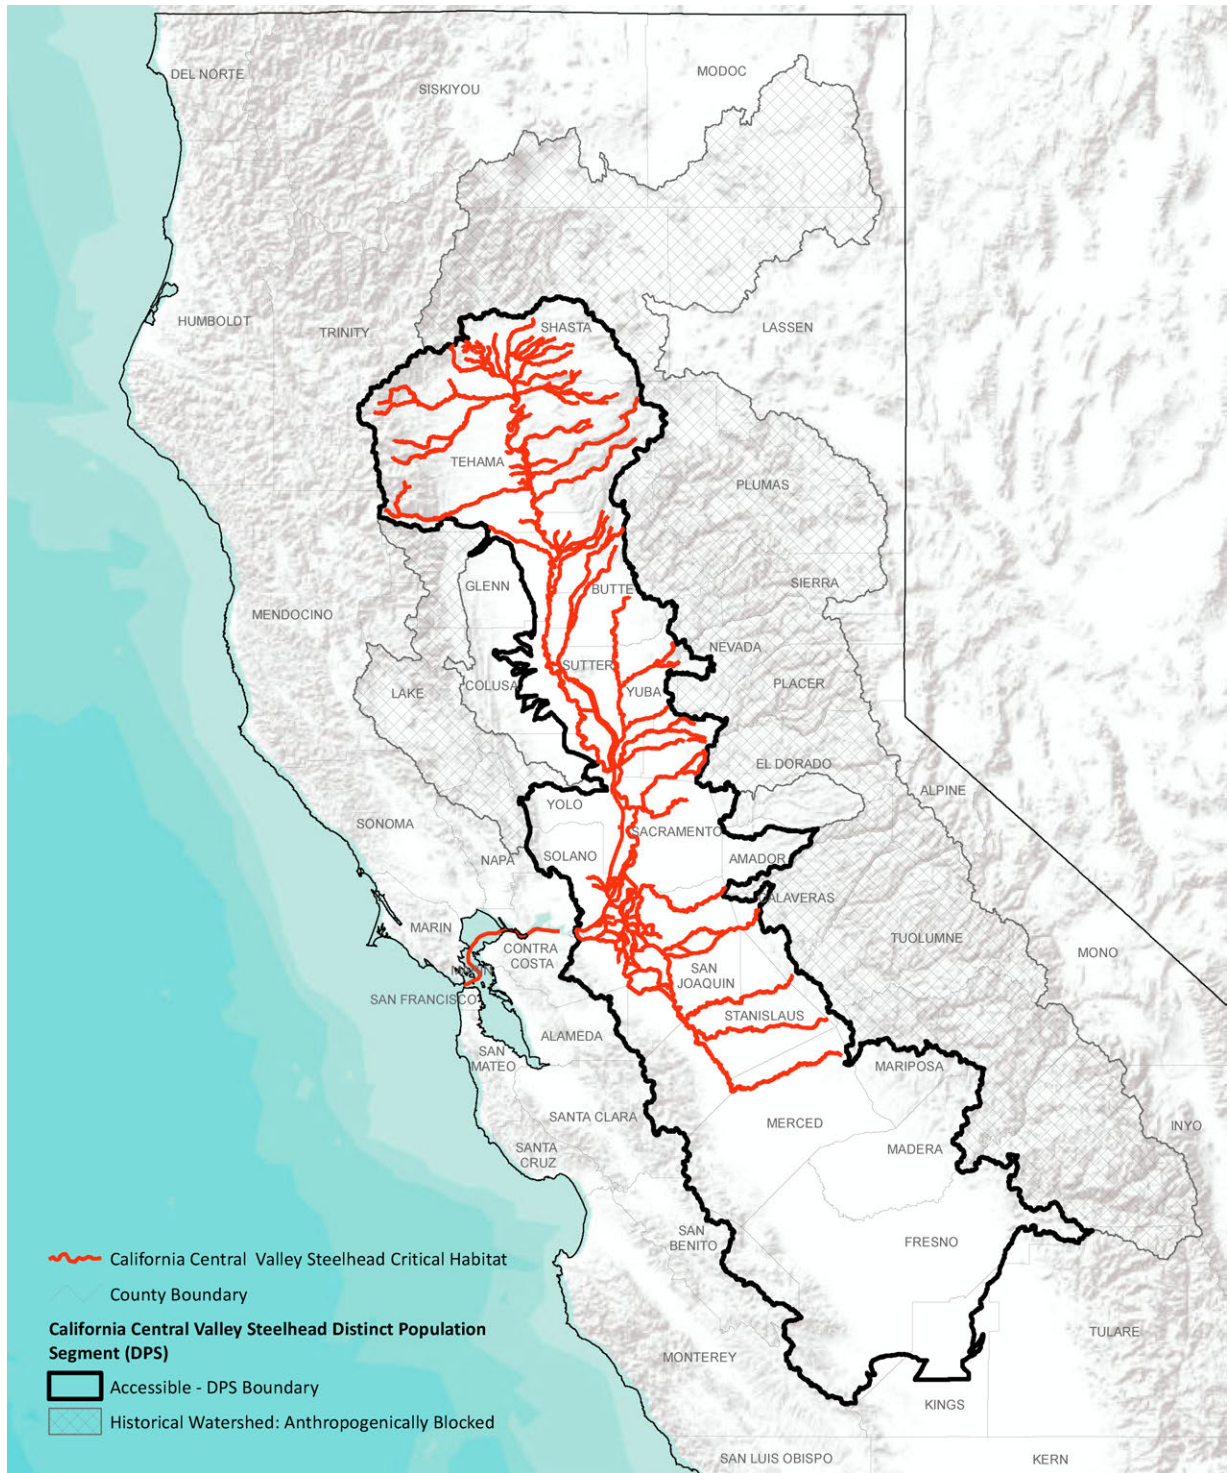 DEL NORTE
SISKIYOU
MODOC
HUMBOLDT
TRINITY
SHASTA
LASSEN
TEHAMA
PLUMAS
GLENN
BUTTE
SIERRA
MENDOCINO
NEVADA
SUTTER
COLUSA
YUBA
LAKE
PLACER
EL DORADO
ALPINE
YOLO
SONOMA
SACRAMENTO
NAPA
SOLANO
AMADOR
CALAVERAS
MARIN
TUOLUMNE
MONO
CONTRA
COSTA
SAN
JOAQUIN
SAN FRANCISCO
STANISLAUS
ALAMEDA
SAN
MATEO
MARIPOSA
SANTA CLARA
MERCED
INYO
SANTA
CRUZ
MADERA
SAN
BENITO
FRESNO
California Central Valley Steelhead Critical Habitat
County Boundary
California Central Valley Steelhead Distinct Population
Segment (DPS)
Accessible - DPS Boundary
Historical Watershed: Anthropogenically Blocked
TULARE
MONTEREY
KINGS
SAN LUIS OBISPO
KERN